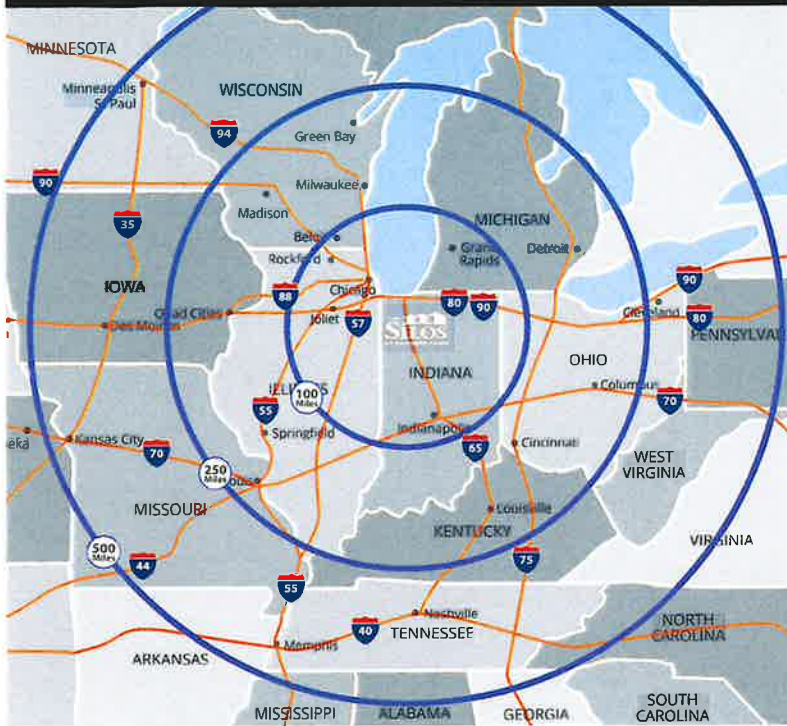 MINNESOTA
Minneapolis
St. Paul
WISCONSIN
94
Green Bay
90
Milwaukee
Madison
35
MICHIGAN
Beloit
Grand
Rapids
Detroit
Rockford
IOWA
Chicago
88
80
90
90
Quad Cities
Joliet
57
Silos
Cleveland
80
Des Moines
PENNSYLVAN
OHIO
INDIANA
ILLINOIS
100
Miles
Columbus
70
55
Indianapolis
Springfield
Kansas City
70
65
Cincinnati
WEST
VIRGINIA
250
Miles
Louis
MISSOURI
Louisville
KENTUCKY
VIRGINIA
500
Miles
44
75
55
Nashville
40
TENNESSEE
NORTH
CAROLINA
Memphis
ARKANSAS
MISSISSIPPI
ALABAMA
GEORGIA
SOUTH
CAROLINA